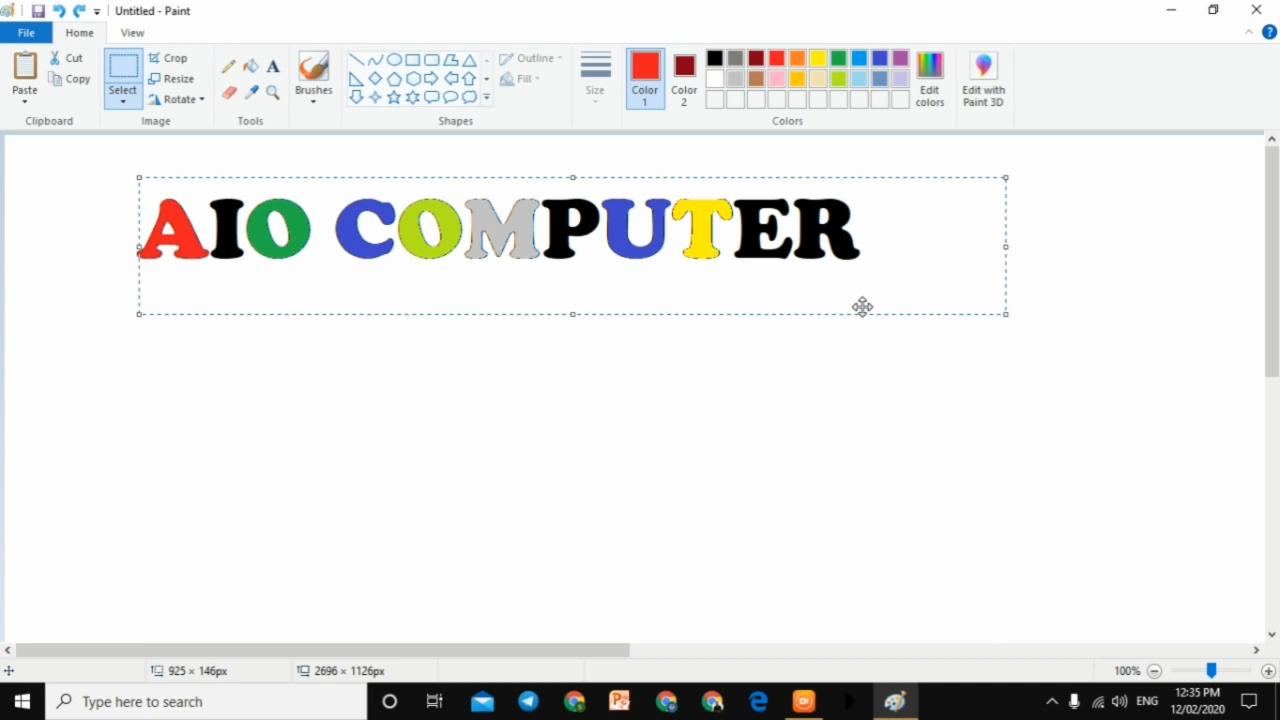 Untitled - Paint
File Home View
Paste
Cut
Copy
Clipboard
Select
Crop
Resize
Rotate
Image
A
Tools
Brushes
Outline
Fill
Shapes
Size
Color 1
Color 2
Edit colors
Edit with Paint 3D
Colors
AIO COMPUTER
925 × 146px
2696 × 1126px
100%
Type here to search
ENG
12:35 PM
12/02/2020